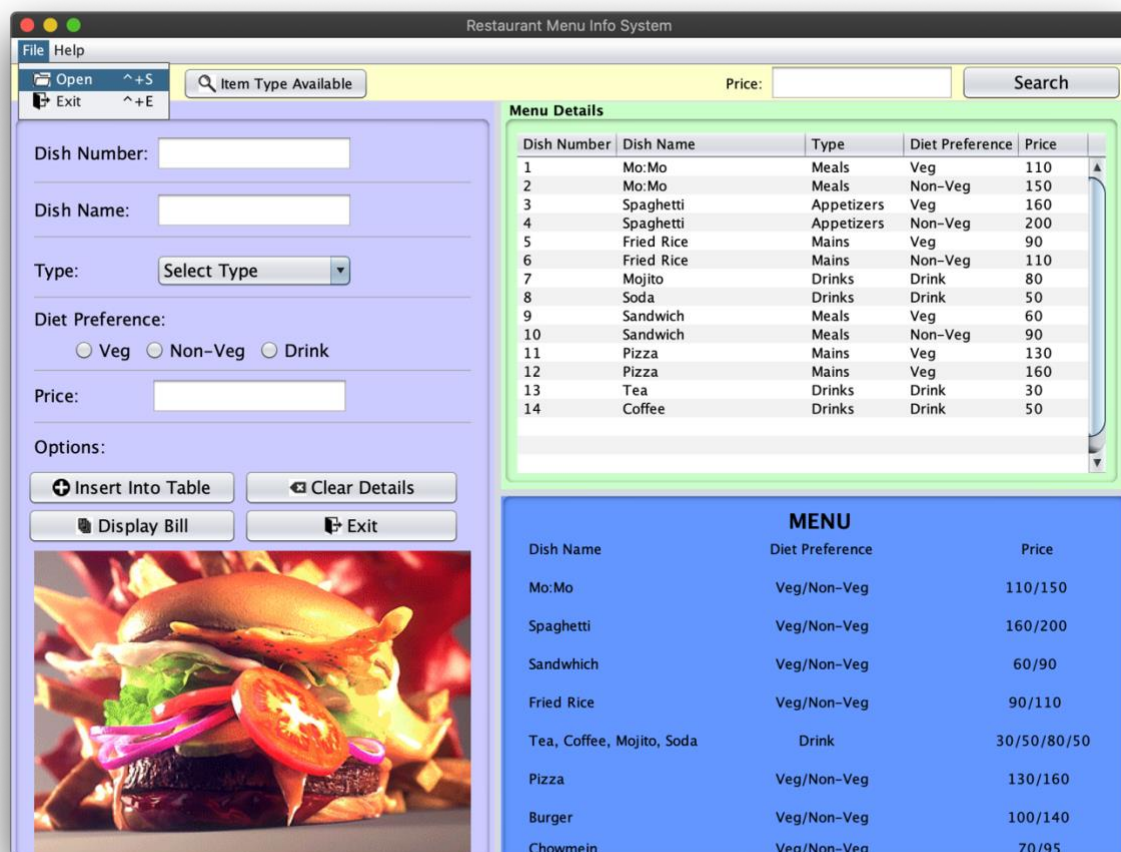 Restaurant Menu Info System
File Help
Open ^+S
Exit ^+E
Item Type Available
Price:
Search
Dish Number:
Dish Name:
Type: Select Type
Diet Preference:
Veg Non-Veg Drink
Price:
Options:
Insert Into Table Clear Details
Display Bill Exit
Menu Details
Dish Number Dish Name Type Diet Preference Price
1 Mo:Mo Meals Veg 110
2 Mo:Mo Meals Non-Veg 150
3 Spaghetti Appetizers Veg 160
4 Spaghetti Appetizers Non-Veg 200
5 Fried Rice Mains Veg 90
6 Fried Rice Mains Non-Veg 110
7 Mojito Drinks Drink 80
8 Soda Drinks Drink 50
9 Sandwich Meals Veg 60
10 Sandwich Meals Non-Veg 90
11 Pizza Mains Veg 130
12 Pizza Mains Veg 160
13 Tea Drinks Drink 30
14 Coffee Drinks Drink 50
MENU
Dish Name Diet Preference Price
Mo:Mo Veg/Non-Veg 110/150
Spaghetti Veg/Non-Veg 160/200
Sandwhich Veg/Non-Veg 60/90
Fried Rice Veg/Non-Veg 90/110
Tea, Coffee, Mojito, Soda Drink 30/50/80/50
Pizza Veg/Non-Veg 130/160
Burger Veg/Non-Veg 100/140
Chowmein Veg/Non-Veg 70/95